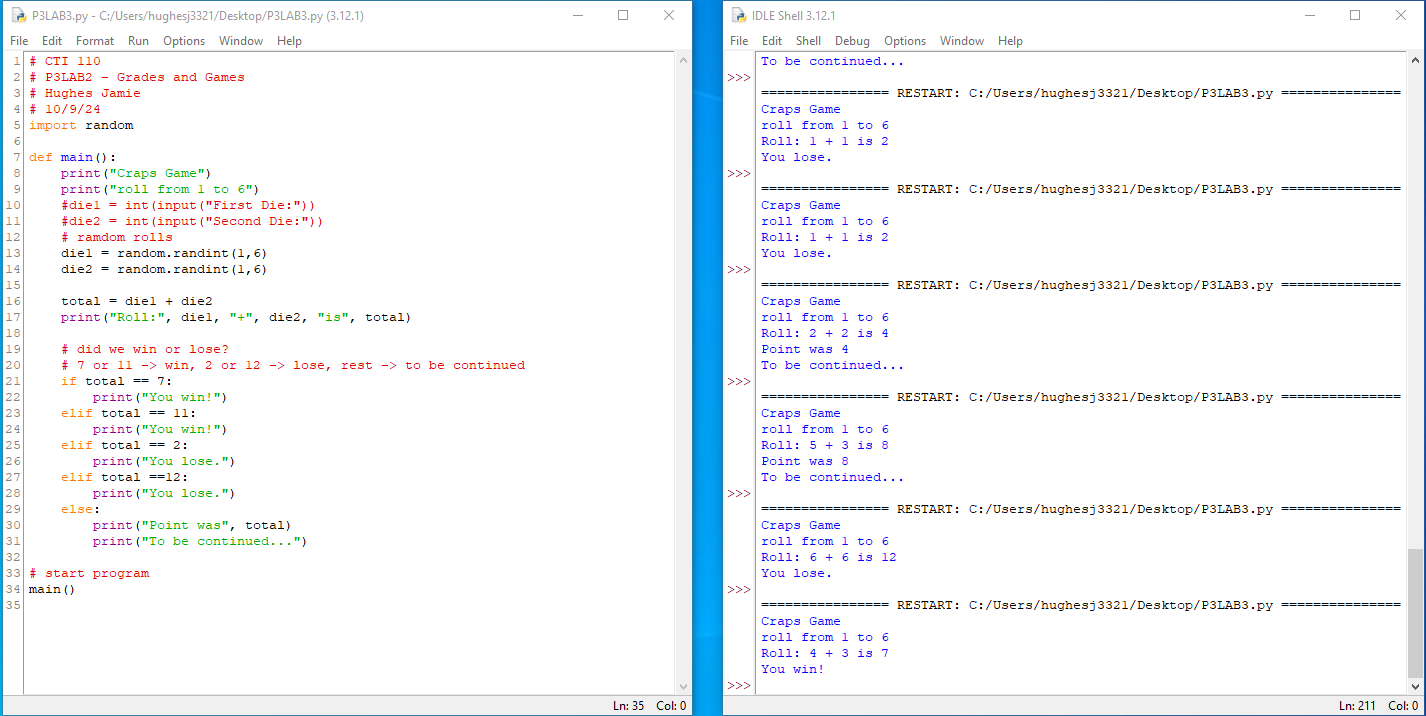 P3LAB3.py - C:/Users/hughesj3321/Desktop/P3LAB3.py (3.12.1)
File Edit Format Run Options Window Help
1 # CTI 110
2 # P3LAB2 - Grades and Games
3 # Hughes Jamie
4 # 10/9/24
5 import random
6
7 def main():
8     print("Craps Game")
9     print("roll from 1 to 6")
10     #die1 = int(input("First Die:"))
11     #die2 = int(input("Second Die:"))
12     # ramdom rolls
13     die1 = random.randint(1,6)
14     die2 = random.randint(1,6)
15
16     total = die1 + die2
17     print("Roll:", die1, "+", die2, "is", total)
18
19     # did we win or lose?
20     # 7 or 11 -> win, 2 or 12 -> lose, rest -> to be continued
21     if total == 7:
22         print("You win!")
23     elif total == 11:
24         print("You win!")
25     elif total == 2:
26         print("You lose.")
27     elif total ==12:
28         print("You lose.")
29     else:
30         print("Point was", total)
31         print("To be continued...")
32
33 # start program
34 main()
35
Ln: 35 Col: 0
IDLE Shell 3.12.1
File Edit Shell Debug Options Window Help
To be continued...
>>>
================ RESTART: C:/Users/hughesj3321/Desktop/P3LAB3.py ===============
Craps Game
roll from 1 to 6
Roll: 1 + 1 is 2
You lose.
>>>
================ RESTART: C:/Users/hughesj3321/Desktop/P3LAB3.py ===============
Craps Game
roll from 1 to 6
Roll: 1 + 1 is 2
You lose.
>>>
================ RESTART: C:/Users/hughesj3321/Desktop/P3LAB3.py ===============
Craps Game
roll from 1 to 6
Roll: 2 + 2 is 4
Point was 4
To be continued...
>>>
================ RESTART: C:/Users/hughesj3321/Desktop/P3LAB3.py ===============
Craps Game
roll from 1 to 6
Roll: 5 + 3 is 8
Point was 8
To be continued...
>>>
================ RESTART: C:/Users/hughesj3321/Desktop/P3LAB3.py ===============
Craps Game
roll from 1 to 6
Roll: 6 + 6 is 12
You lose.
>>>
================ RESTART: C:/Users/hughesj3321/Desktop/P3LAB3.py ===============
Craps Game
roll from 1 to 6
Roll: 4 + 3 is 7
You win!
>>>
Ln: 211 Col: 0